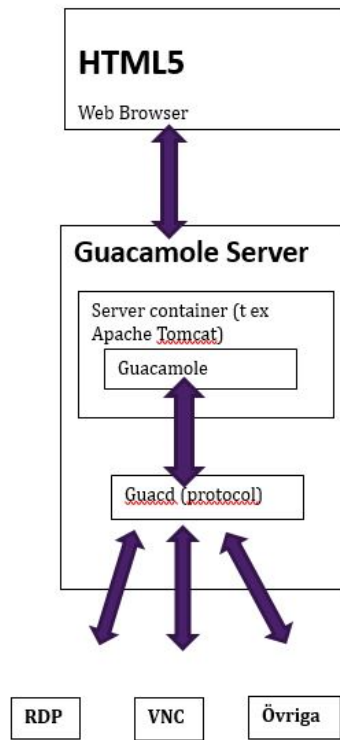 HTML5
Web Browser
Guacamole Server
Server container (t ex
Apache Tomcat)
Guacamole
Guacd (protocol)
RDP
VNC
Övriga